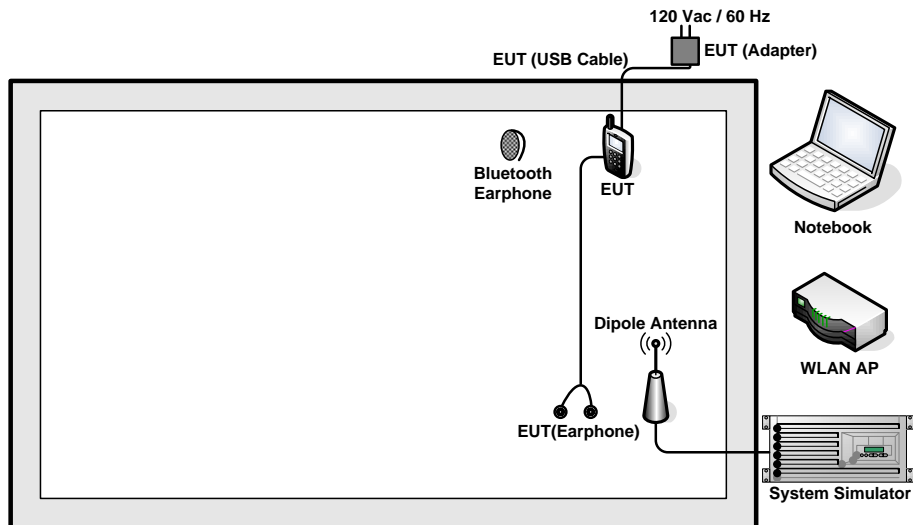 120 Vac / 60 Hz
EUT (USB Cable)
EUT (Adapter)
Bluetooth
Earphone
EUT
Notebook
Dipole Antenna
WLAN AP
EUT(Earphone)
System Simulator